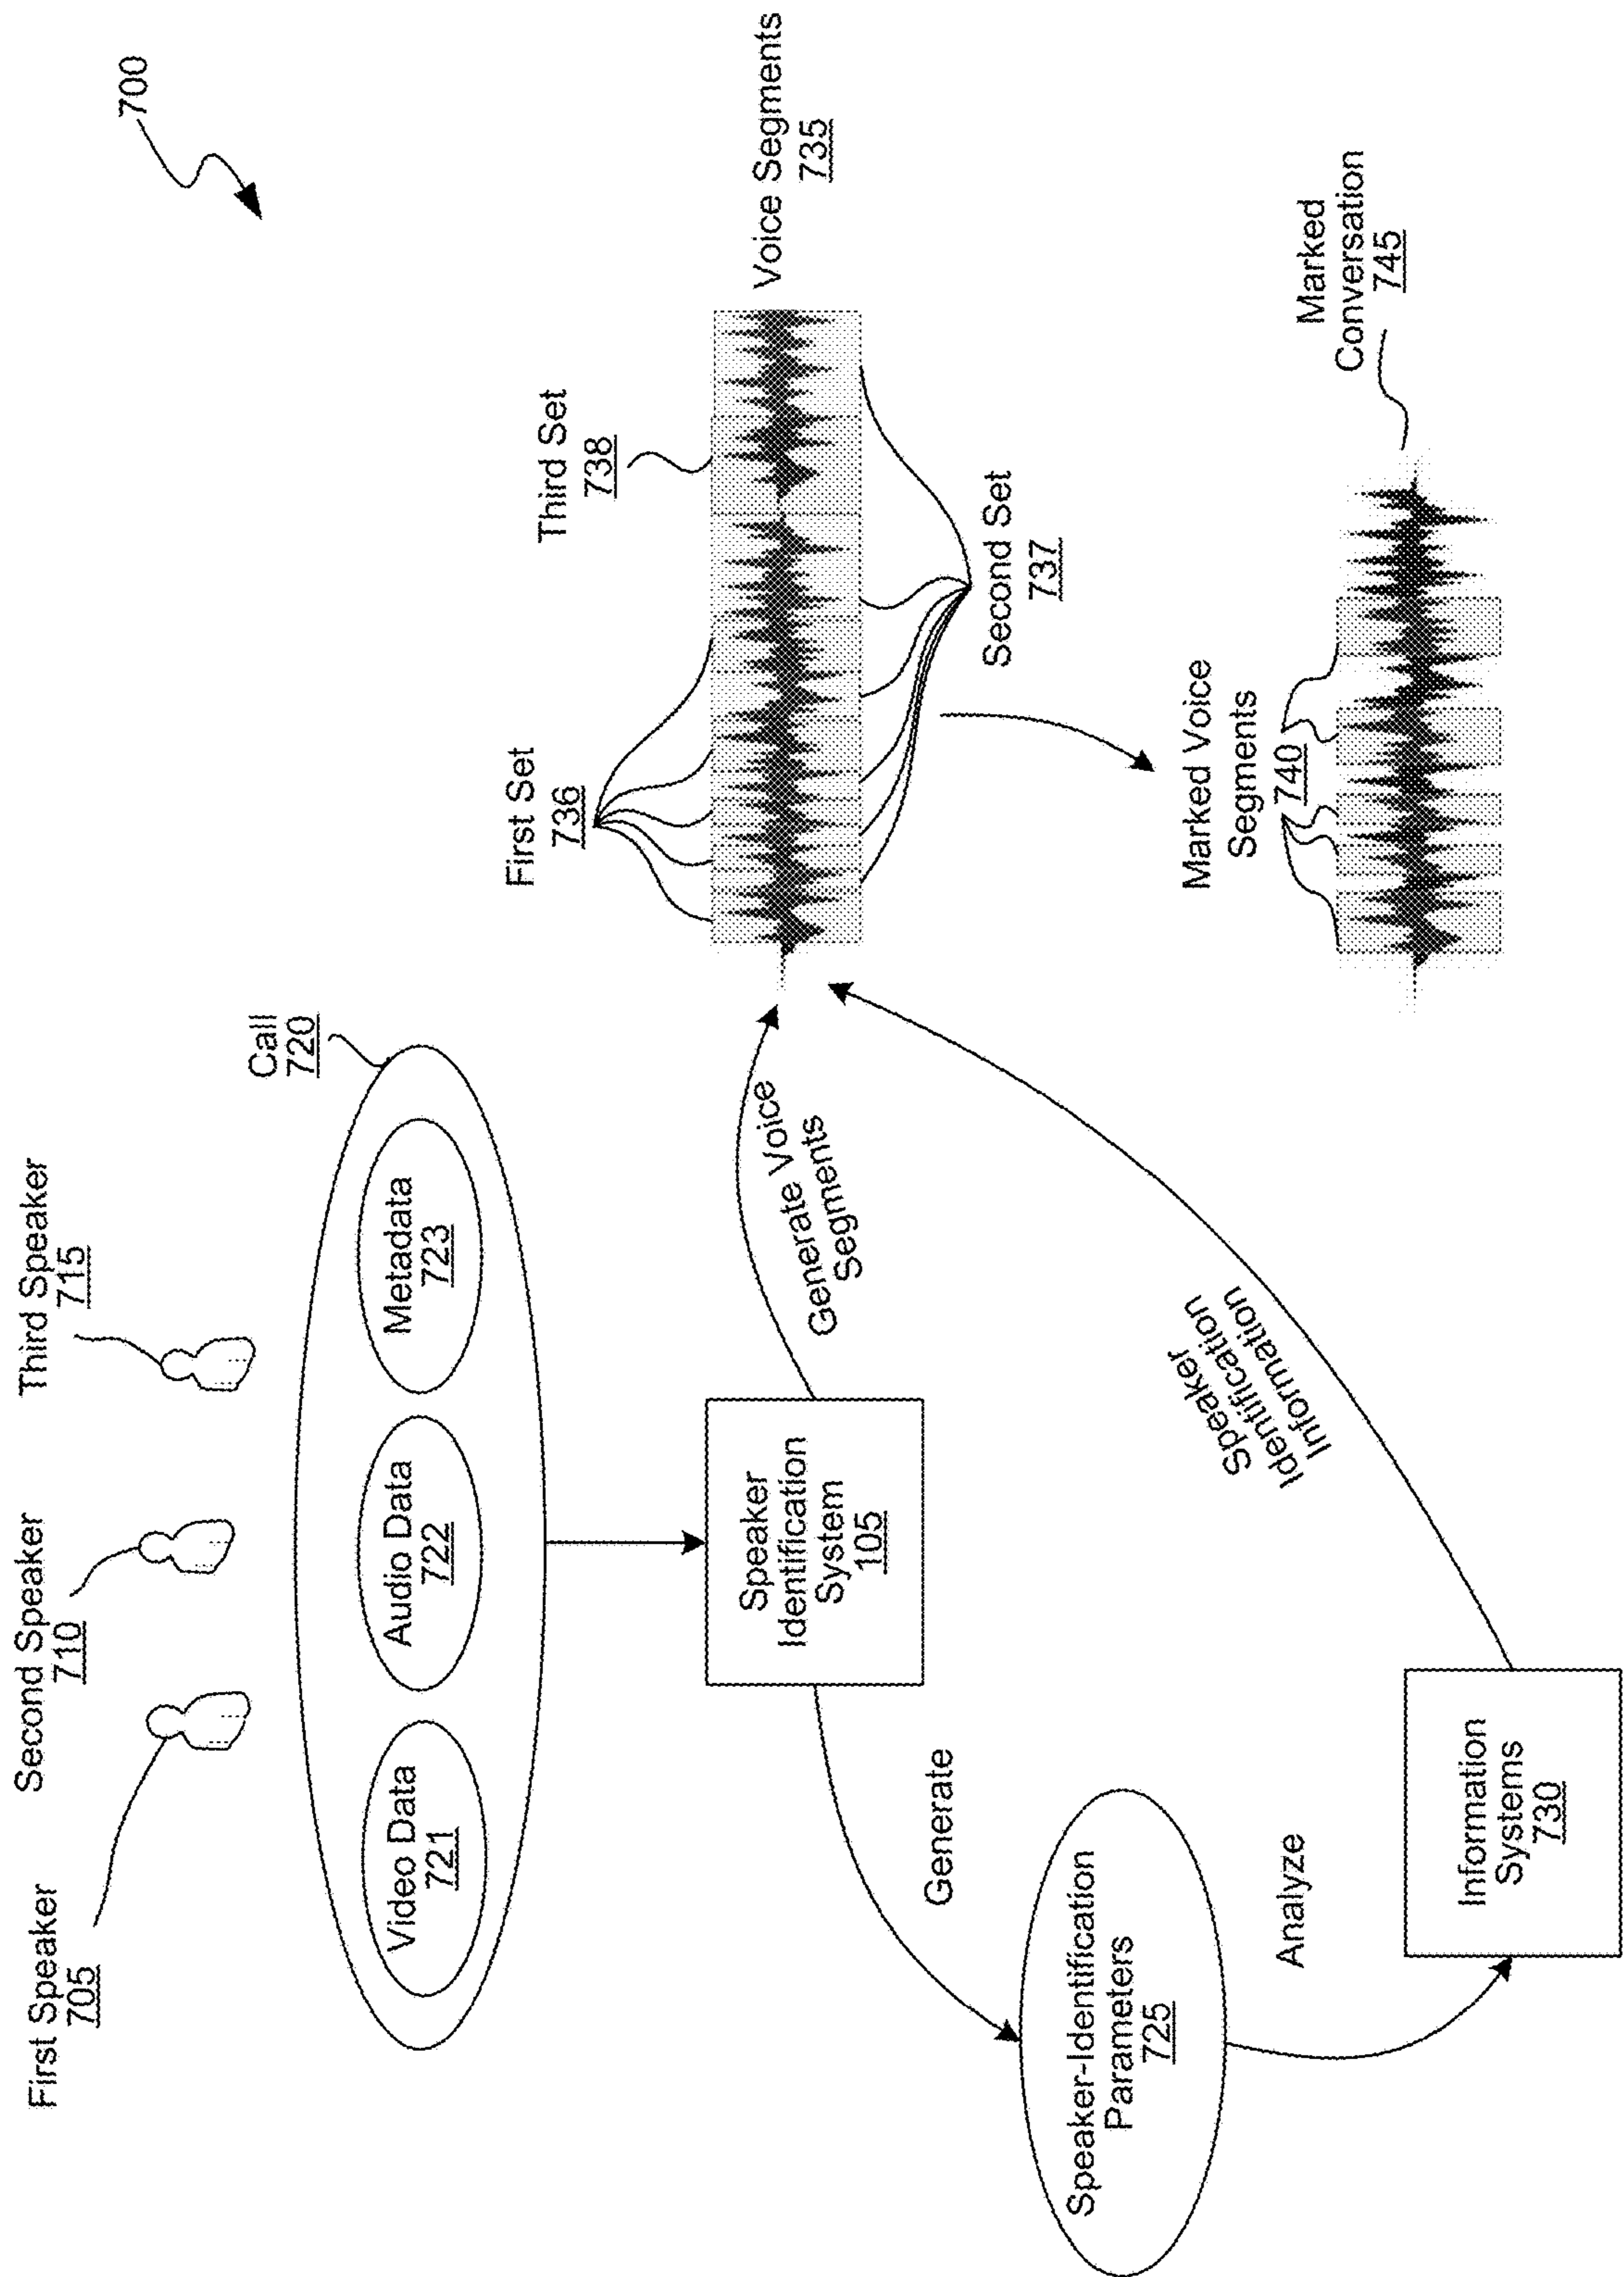 700
First Speaker
705
Second Speaker
710
Third Speaker
715
Call
720
Video Data
721
Audio Data
722
Metadata
723
Speaker
Identification
System
105
Generate Voice
Segments
Generate
Speaker-Identification
Parameters
725
Analyze
Information
Systems
730
Speaker
Identification
Information
First Set
736
Third Set
738
Voice Segments
735
Second Set
737
Marked Voice
Segments
740
Marked
Conversation
745